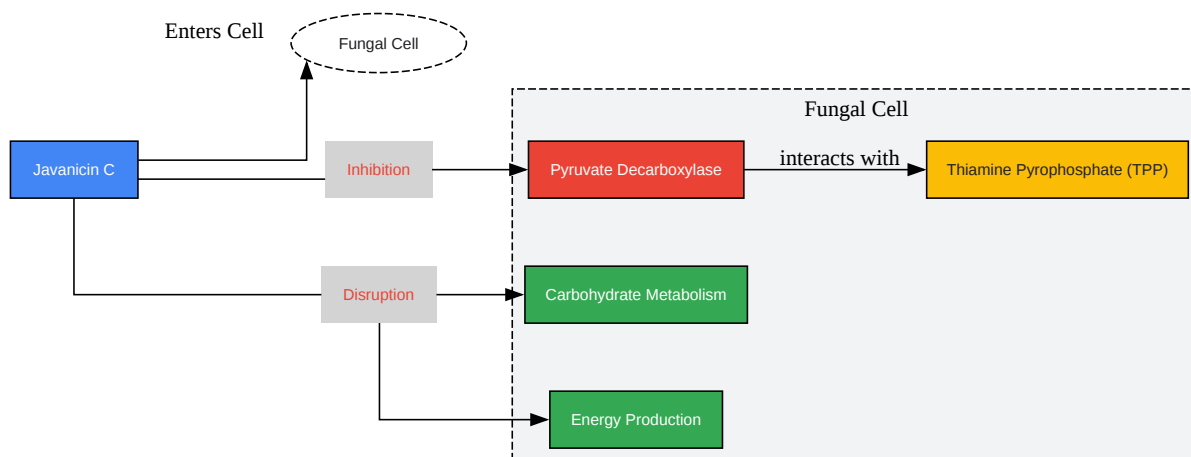 Enters Cell
Fungal Cell
Fungal Cell
Javanicin C
Inhibition
Pyruvate Decarboxylase
interacts with
Thiamine Pyrophosphate (TPP)
Disruption
Carbohydrate Metabolism
Energy Production